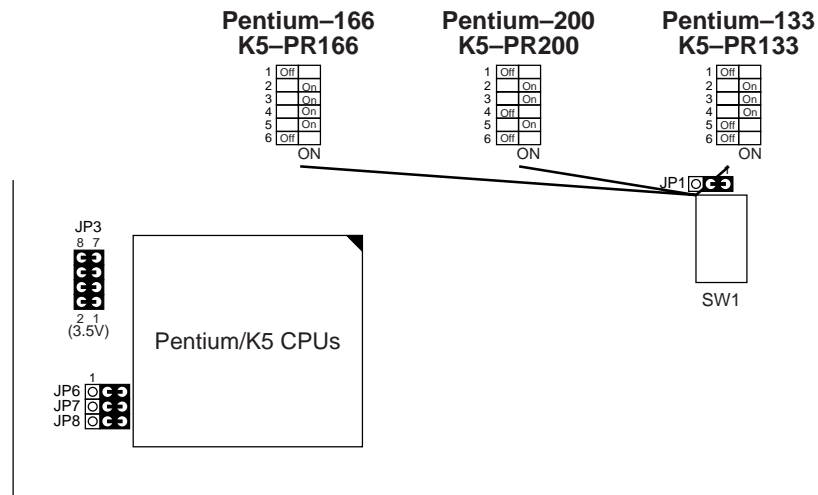 Pentium–166
K5–PR166
1 Off
2 On
3 On
4 On
5 On
6 Off
ON
Pentium–200
K5–PR200
1 Off
2 On
3 On
4 Off
5 On
6 Off
ON
Pentium–133
K5–PR133
1 Off
2 On
3 On
4 On
5 Off
6 Off
ON
JP1
1
SW1
JP3
8 7
2 1
(3.5V)
Pentium/K5 CPUs
1
JP6
JP7
JP8